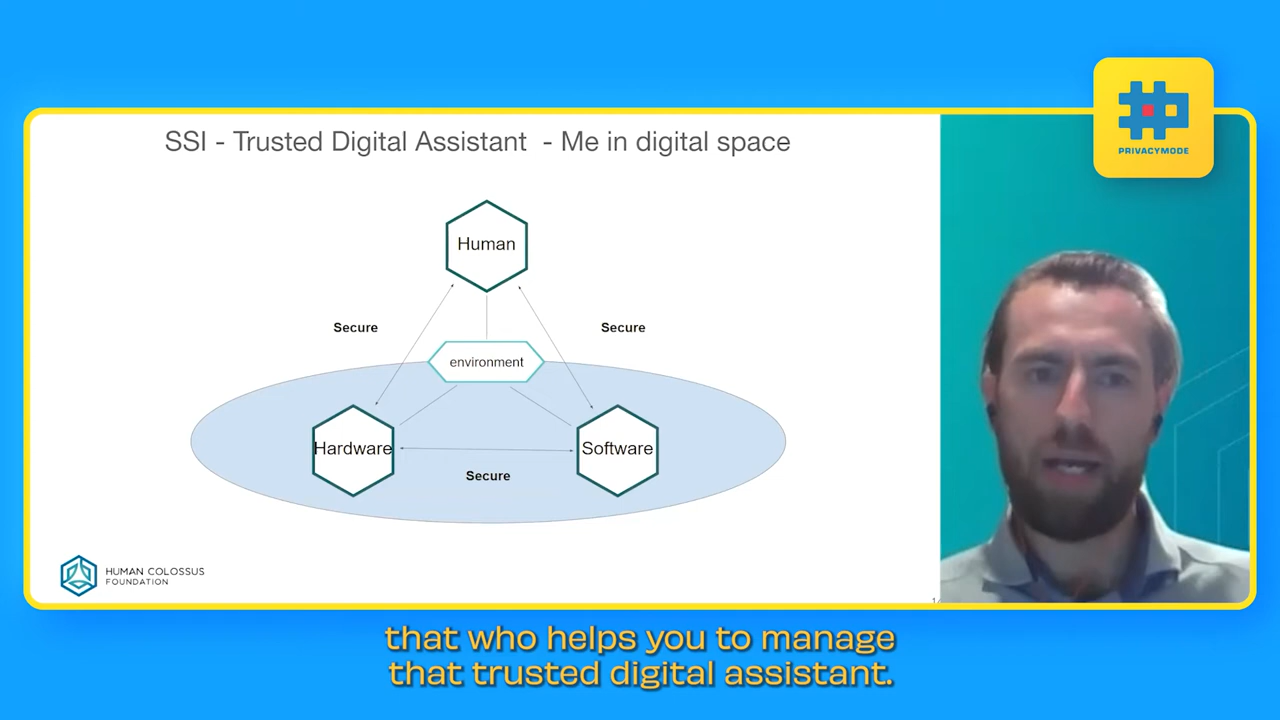 SSI - Trusted Digital Assistant - Me in digital space
PRIVACYMODE
Human
Secure
Secure
environment
Hardware
Software
Secure
HUMAN COLOSSUS
FOUNDATION
that who helps you to manage
that trusted digital assistant.